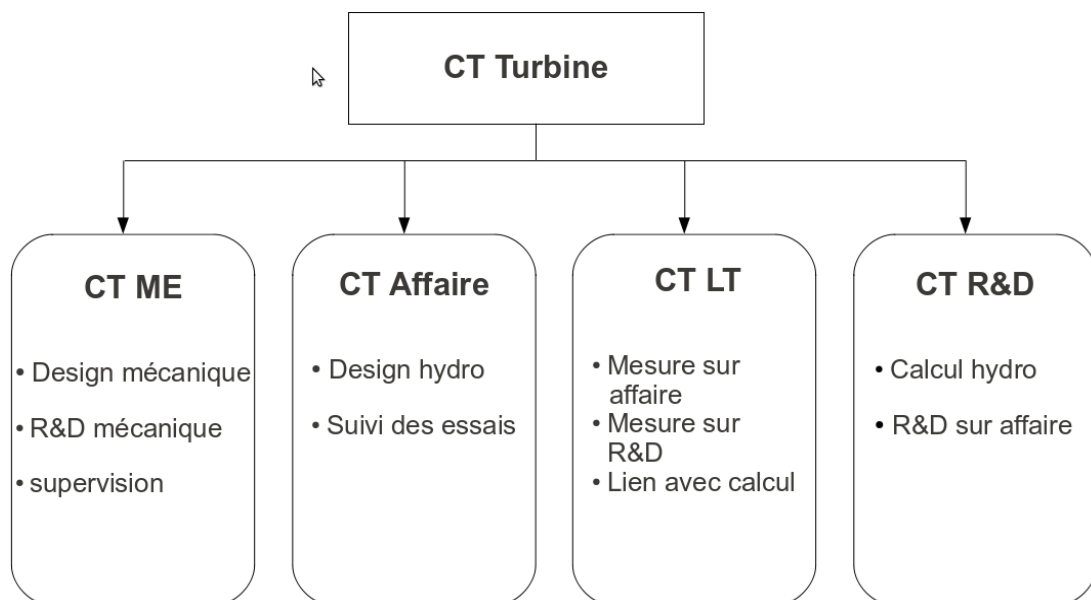 CT Turbine
CT ME
• Design mécanique
• R&D mécanique
• supervision
CT Affaire
• Design hydro
• Suivi des essais
CT LT
• Mesure sur
affaire
• Mesure sur
R&D
• Lien avec calcul
CT R&D
• Calcul hydro
• R&D sur affaire